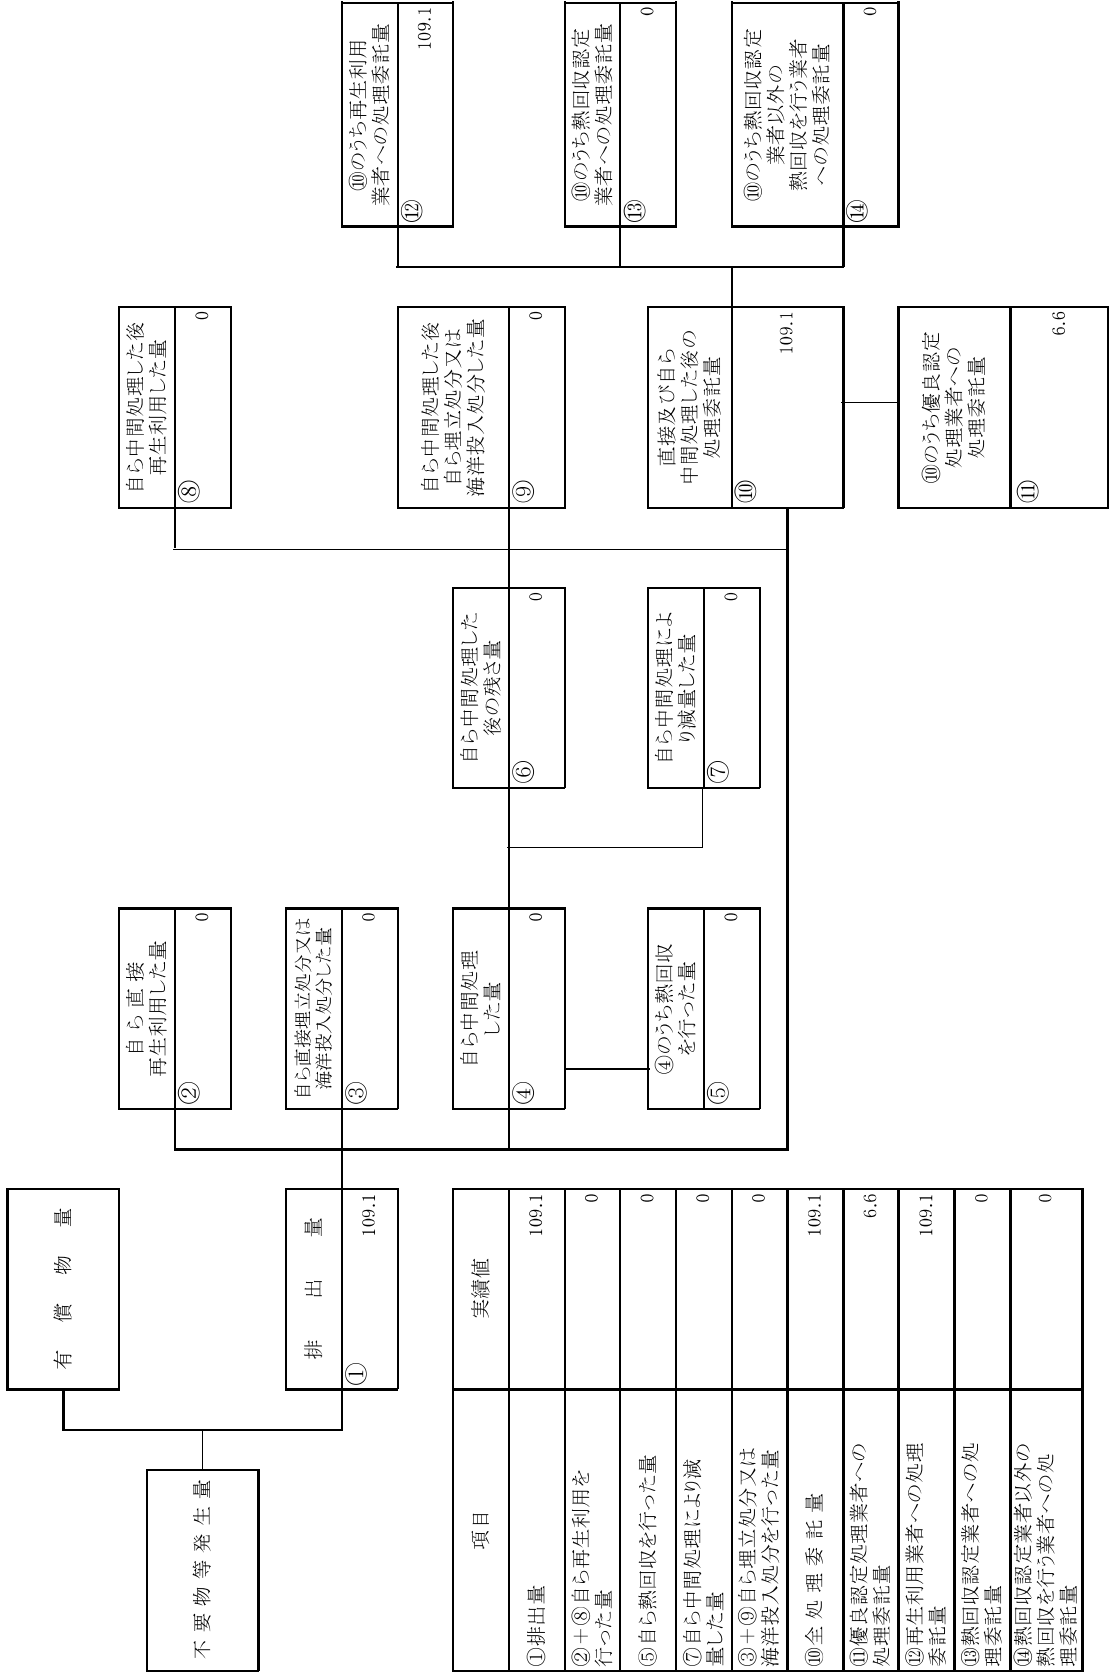 不要物等発生量
有償物量
排出量
①
109.1
自ら直接
再生利用した量
②
0
自ら直接埋立処分又は
海洋投入処分した量
③
0
自ら中間処理
した量
④
0
④のうち熱回収
を行った量
⑤
0
自ら中間処理した
後の残さ量
⑥
0
自ら中間処理によ
り減量した量
⑦
0
自ら中間処理した後
再生利用した量
⑧
0
自ら中間処理した後
自ら埋立処分又は
海洋投入処分した量
⑨
0
直接及び自ら
中間処理した後の
処理委託量
⑩
109.1
⑩のうち優良認定
処理業者への
処理委託量
⑪
6.6
⑩のうち再生利用
業者への処理委託量
⑫
109.1
⑩のうち熱回収認定
業者への処理委託量
⑬
0
⑩のうち熱回収認定
業者以外の
熱回収を行う業者
への処理委託量
⑭
0
項目
実績値
①排出量
109.1
②+⑧自ら再生利用を
行った量
0
⑤自ら熱回収を行った量
0
⑦自ら中間処理により減
量した量
0
③+⑨自ら埋立処分又は
海洋投入処分を行った量
0
⑩全処理委託量
109.1
⑪優良認定処理業者への
処理委託量
6.6
⑫再生利用業者への処理
委託量
109.1
⑬熱回収認定業者への処
理委託量
0
⑭熱回収認定業者以外の
熱回収を行う業者への処
理委託量
0